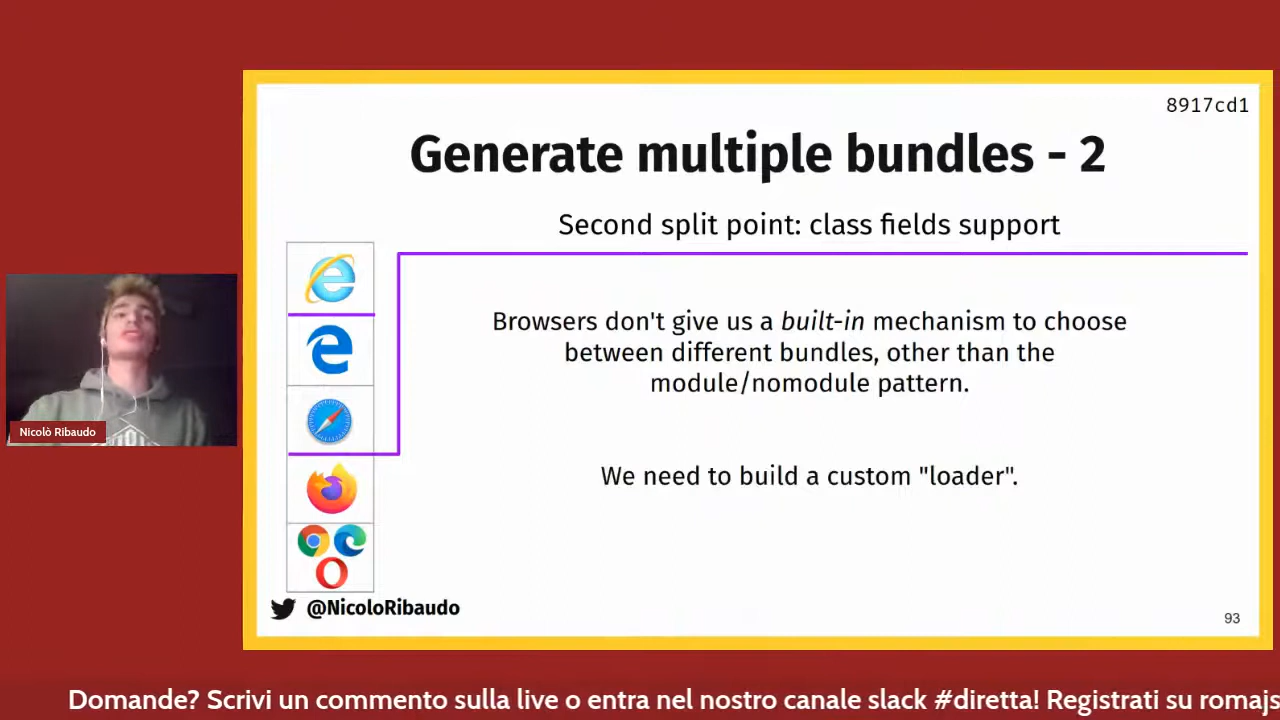 8917cd1
Generate multiple bundles - 2
Second split point: class fields support
Browsers don't give us a built-in mechanism to choose
between different bundles, other than the
module/nomodule pattern.
We need to build a custom "loader".
Nicolò Ribaudo
@NicoloRibaudo
93
Domande? Scrivi un commento sulla live o entra nel nostro canale slack #diretta! Registrati su romajs